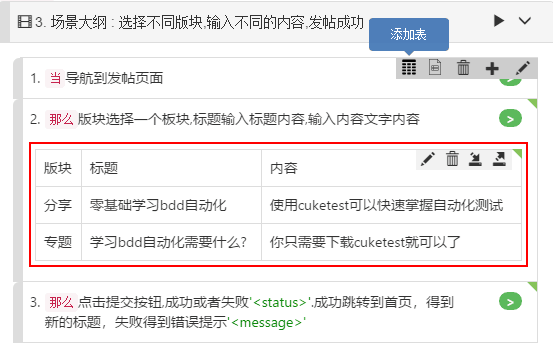 3. 场景大纲 : 选择不同版块,输入不同的内容,发帖成功
添加表
1. 当 导航到发帖页面
2. 那么 版块选择一个板块,标题输入标题内容,输入内容文字内容
版块 标题 内容
分享 零基础学习bdd自动化 使用cuketest可以快速掌握自动化测试
专题 学习bdd自动化需要什么? 你只需要下载cuketest就可以了
3. 那么 点击提交按钮,成功或者失败'<status>'.成功跳转到首页，得到
新的标题，失败得到错误提示'<message>'